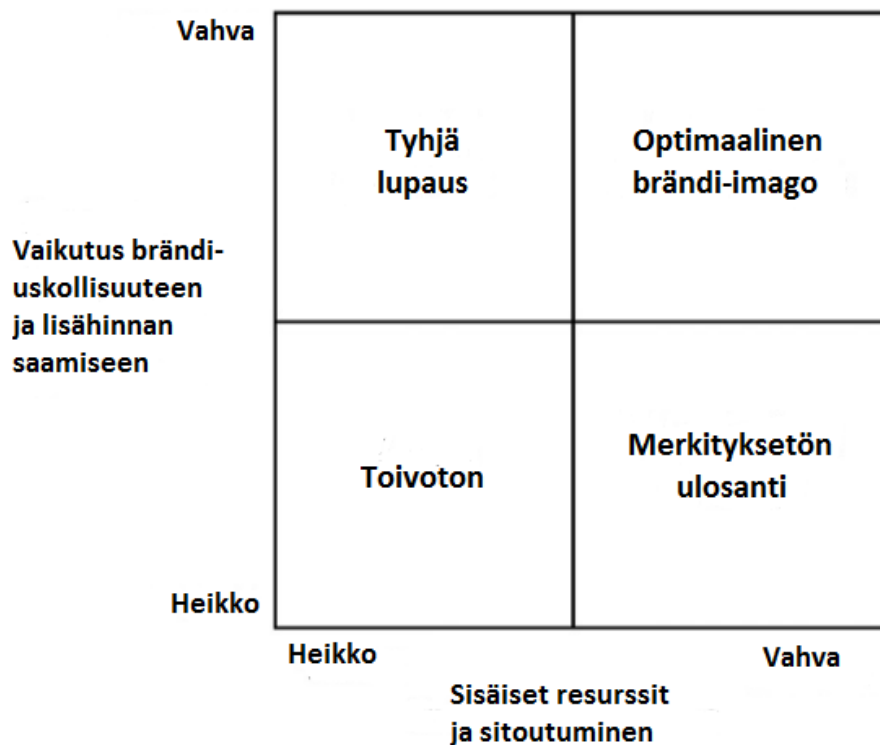 Vahva
Tyhjä
lupaus
Optimaalinen
brändi-imago
Vaikutus brändi-
uskollisuuteen
ja lisähinnan
saamiseen
Toivoton
Merkityksetön
ulosanti
Heikko
Heikko
Vahva
Sisäiset resurssit
ja sitoutuminen